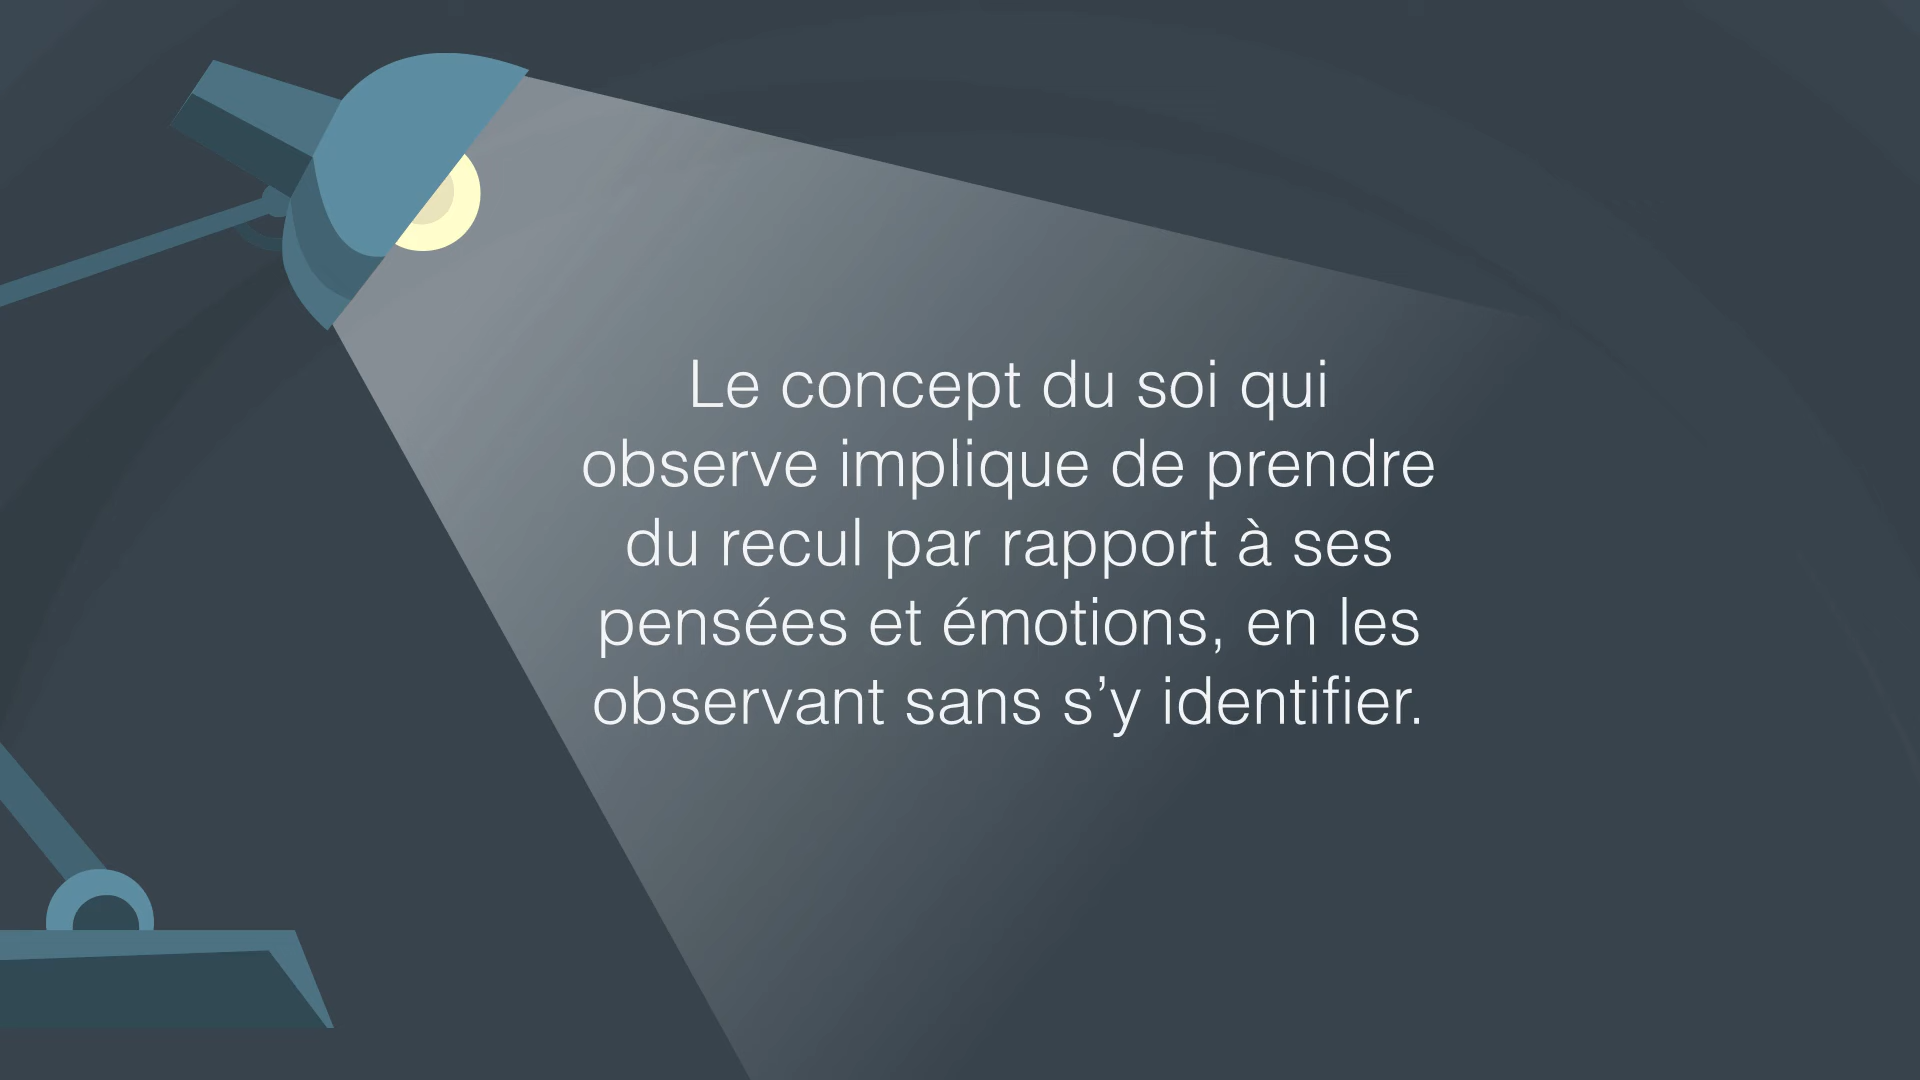 Le concept du soi qui
observe implique de prendre
du recul par rapport à ses
pensées et émotions, en les
observant sans s’y identifier.